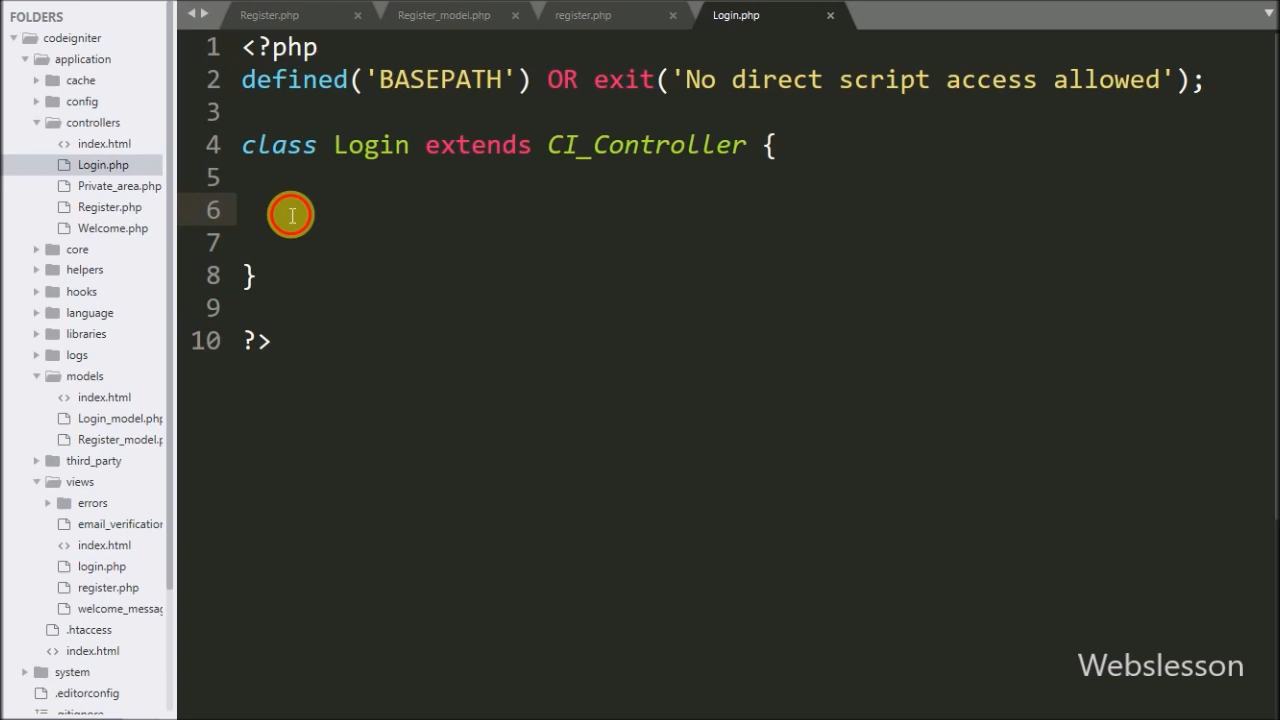 FOLDERS
codeigniter
application
cache
config
controllers
index.html
Login.php
Private_area.php
Register.php
Welcome.php
core
helpers
hooks
language
libraries
logs
models
index.html
Login_model.php
Register_model.p
third_party
views
errors
email_verification
index.html
login.php
register.php
welcome_messag
.htaccess
index.html
system
.editorconfig
.gitignore
Register.php
Register_model.php
register.php
Login.php
1 <?php
2 defined('BASEPATH') OR exit('No direct script access allowed');
3
4 class Login extends CI_Controller {
5
6
7
8 }
9
10 ?>
Webslesson